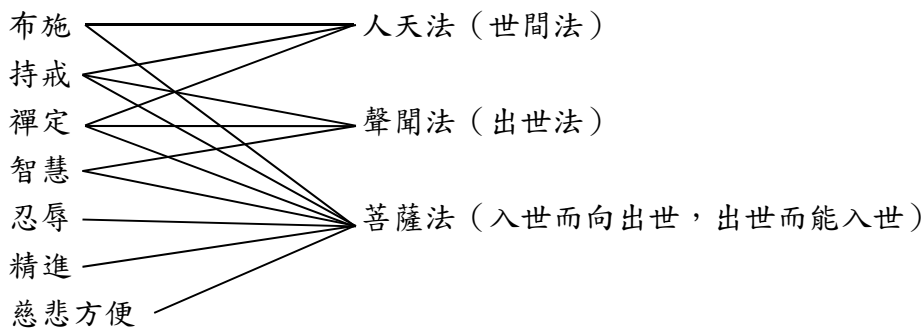 布施 人天法（世間法）
持戒
禪定 聲聞法（出世法）
智慧
忍辱 菩薩法（入世而向出世，出世而能入世）
精進
慈悲方便